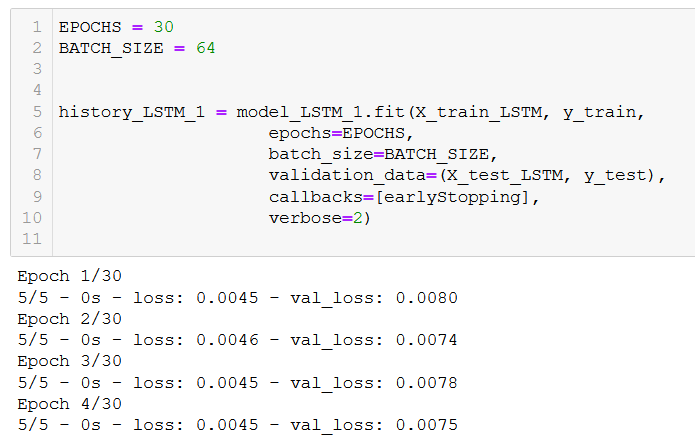 1 EPOCHS = 30
2 BATCH_SIZE = 64
3
4
5 history_LSTM_1 = model_LSTM_1.fit(X_train_LSTM, y_train,
6                     epochs=EPOCHS,
7                     batch_size=BATCH_SIZE,
8                     validation_data=(X_test_LSTM, y_test),
9                     callbacks=[earlyStopping],
10                     verbose=2)
11
Epoch 1/30
5/5 - 0s - loss: 0.0045 - val_loss: 0.0080
Epoch 2/30
5/5 - 0s - loss: 0.0046 - val_loss: 0.0074
Epoch 3/30
5/5 - 0s - loss: 0.0045 - val_loss: 0.0078
Epoch 4/30
5/5 - 0s - loss: 0.0045 - val_loss: 0.0075